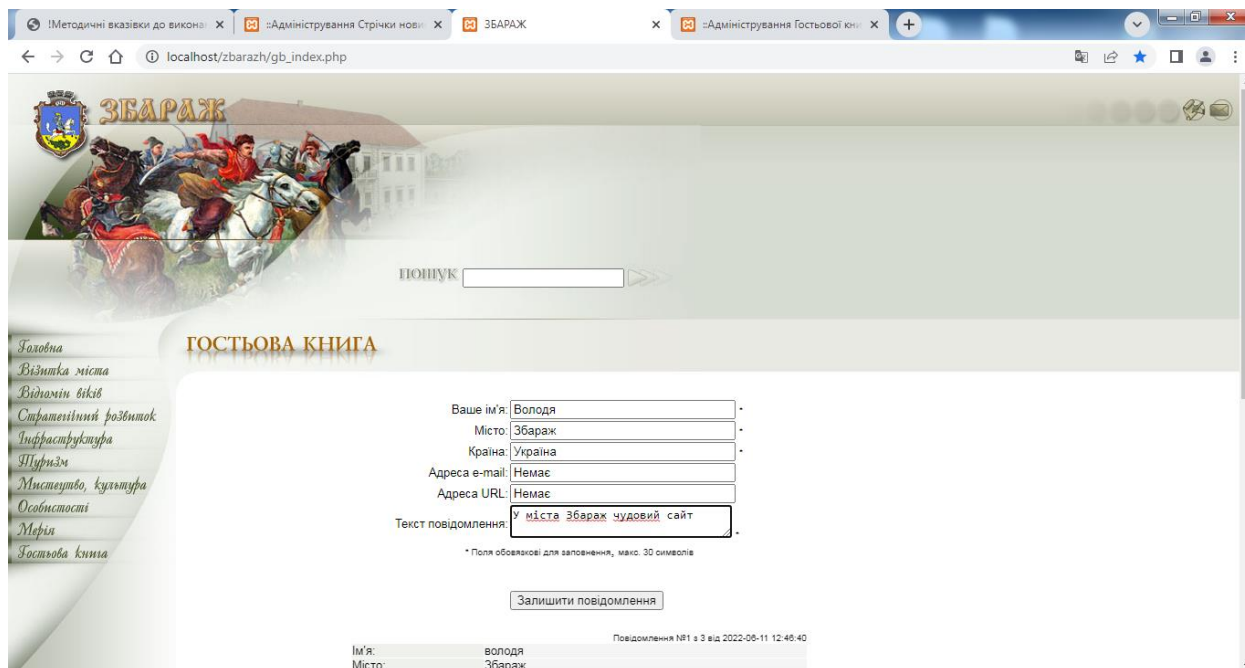 !Методичні вказівки до викона
::Адміністрування Стрічки нови
ЗБАРАЖ
::Адміністрування Гостьової кни
localhost/zbarazh/gb_index.php
ЗБАРАЖ
ПОШУК
Головна
Візитка міста
Відгомін віків
Стратегічний розвиток
Інфраструктура
Туризм
Мистецтво, культура
Особистості
Мерія
Гостьова книга
ГОСТЬОВА КНИГА
Ваше ім'я: Володя *
Місто: Збараж *
Країна: Україна *
Адреса e-mail: Немає
Адреса URL: Немає
Текст повідомлення: У міста Збараж чудовий сайт *
* Поля обовязкові для заповнення, макс. 30 символів
Залишити повідомлення
Повідомлення №1 з 3 від 2022-06-11 12:46:40
Ім'я: володя
Місто: Збараж